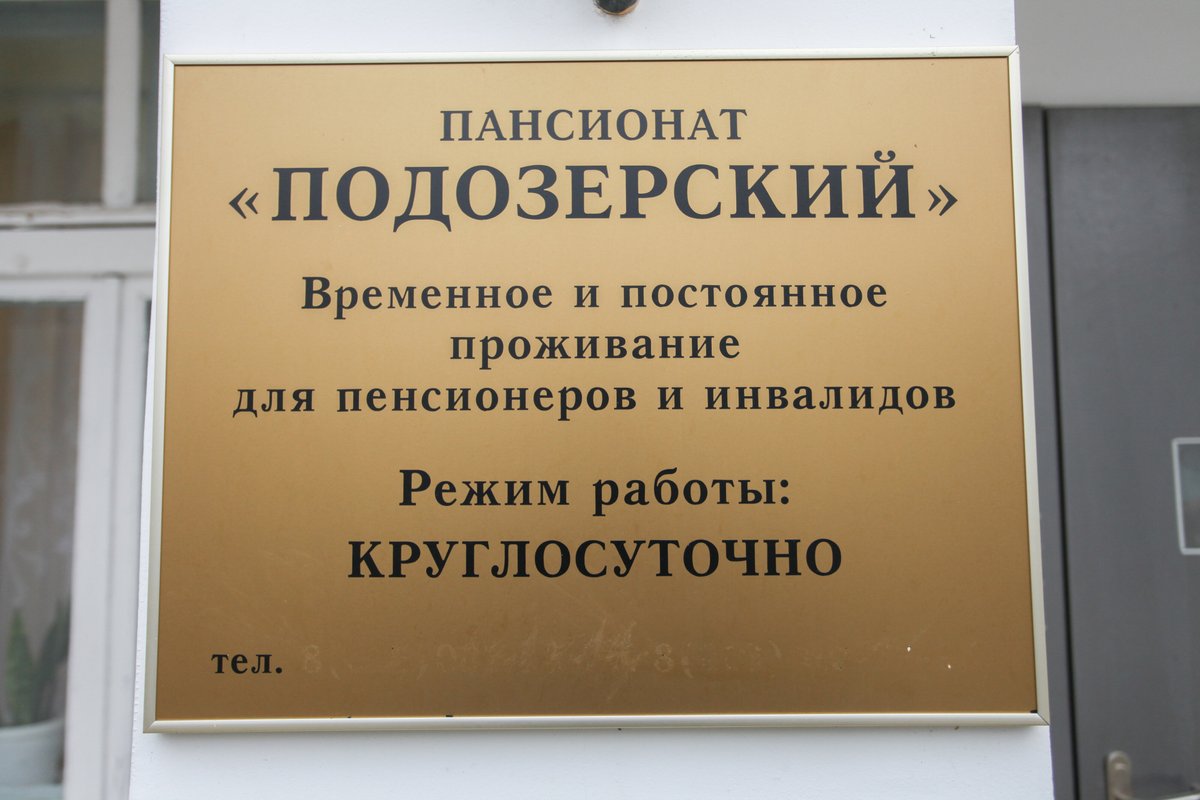 ПАНСИОНАТ
«ПОДОЗЕРСКИЙ»
Временное и постоянное
проживание
для пенсионеров и инвалидов
Режим работы:
КРУГЛОСУТОЧНО
тел.